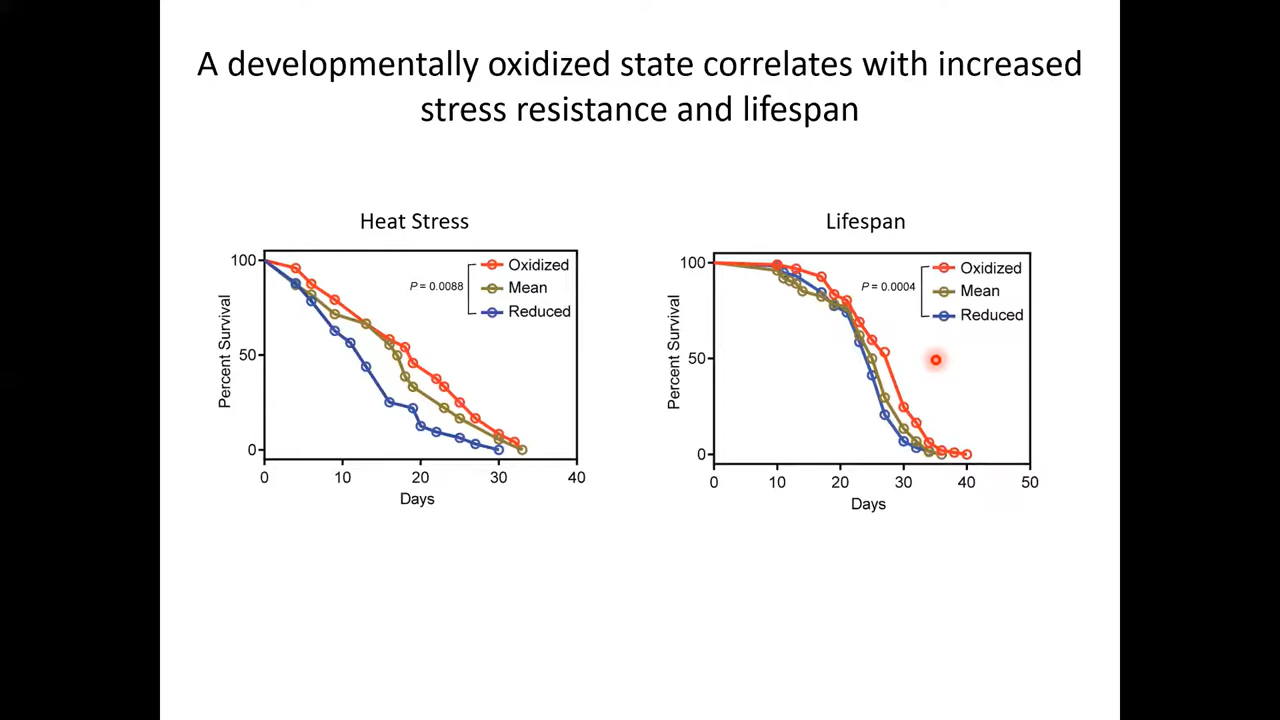 A developmentally oxidized state correlates with increased
stress resistance and lifespan
Heat Stress
100
50
0
Percent Survival
0 10 20 30 40
Days
P = 0.0088
Oxidized
Mean
Reduced
Lifespan
100
50
0
Percent Survival
0 10 20 30 40 50
Days
P = 0.0004
Oxidized
Mean
Reduced